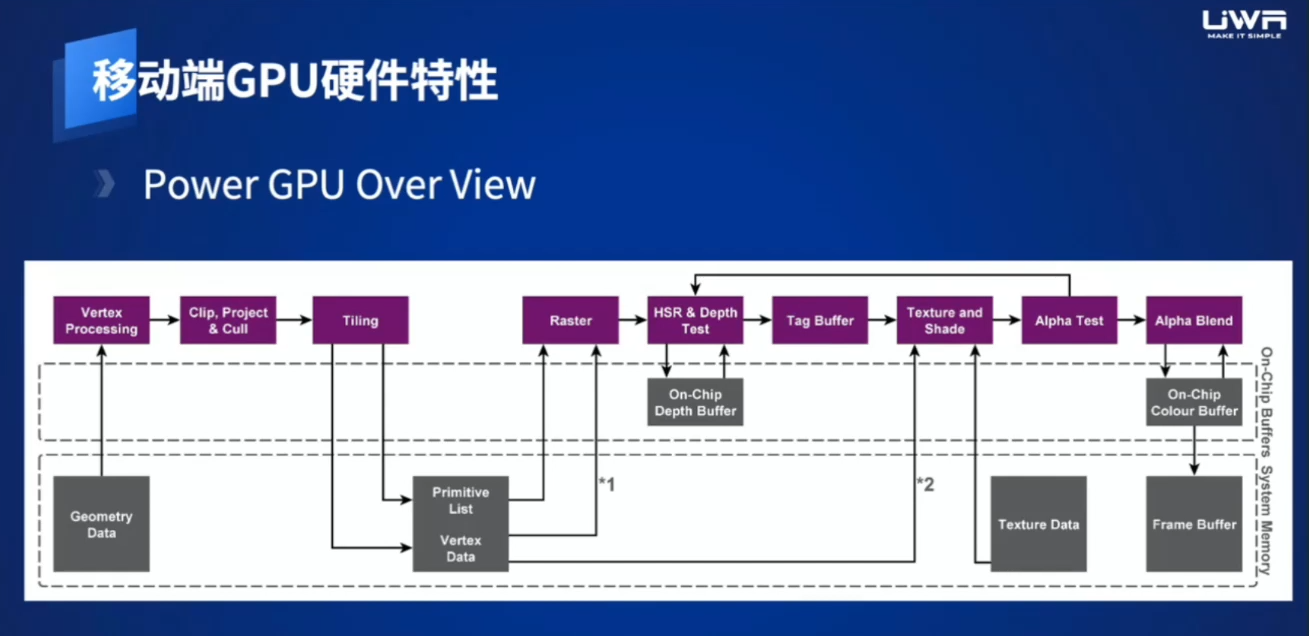 UWA
MAKE IT SIMPLE
移动端GPU硬件特性
Power GPU Over View
Vertex
Processing
Clip, Project
& Cull
Tiling
Raster
HSR & Depth
Test
Tag Buffer
Texture and
Shade
Alpha Test
Alpha Blend
On-Chip
Depth Buffer
On-Chip
Colour Buffer
On-Chip Buffers
Geometry
Data
Primitive
List
Vertex
Data
*1
*2
Texture Data
Frame Buffer
System Memory